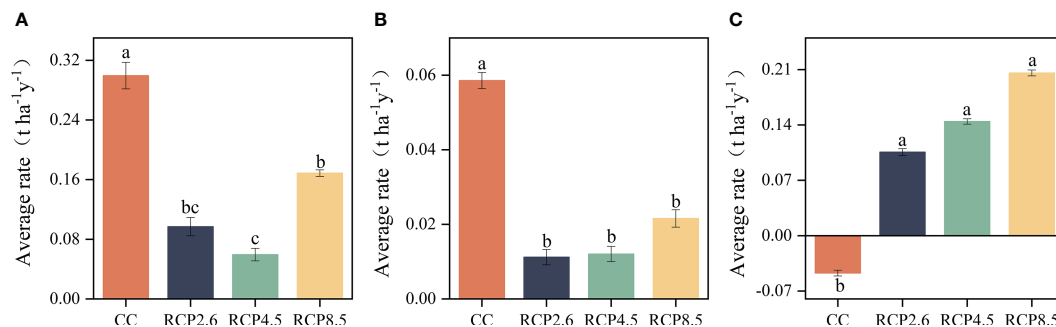 A
Average rate（t ha⁻¹y⁻¹）
0.32
0.24
0.16
0.08
0.00
a
bc
c
b
CC RCP2.6 RCP4.5 RCP8.5
B
Average rate（t ha⁻¹y⁻¹）
0.06
0.04
0.02
0.00
a
b
b
b
CC RCP2.6 RCP4.5 RCP8.5
C
Average rate（t ha⁻¹y⁻¹）
0.21
0.14
0.07
0.00
-0.07
b
a
a
a
CC RCP2.6 RCP4.5 RCP8.5